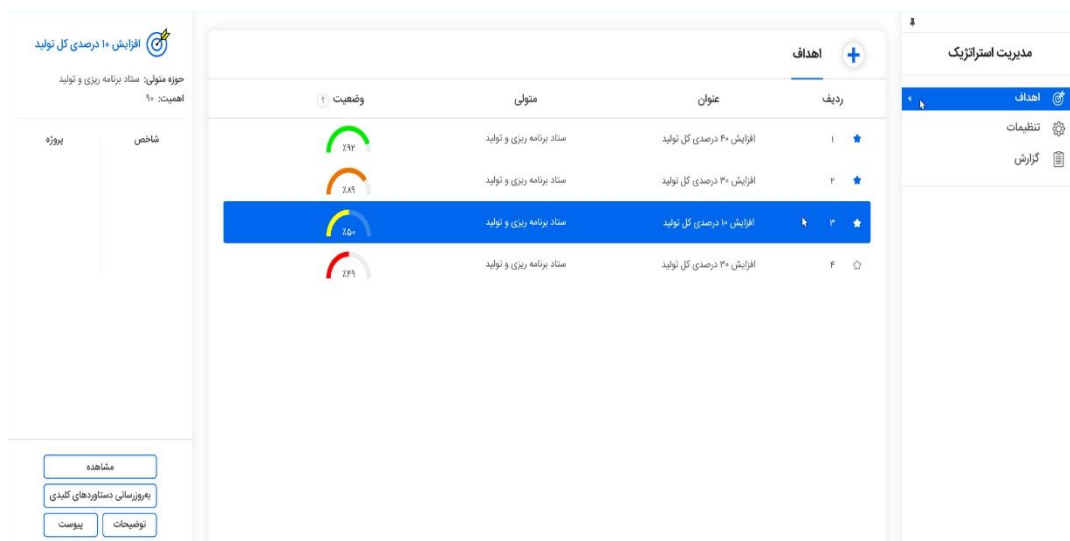 مدیریت استراتژیک
اهداف
تنظیمات
گزارش
اهداف
ردیف عنوان متولی وضعیت ؟
۱ افزایش ۴۰ درصدی کل تولید ستاد برنامه ریزی و تولید ٪۹۲
۲ افزایش ۳۰ درصدی کل تولید ستاد برنامه ریزی و تولید ٪۸۹
۳ افزایش ۱۰ درصدی کل تولید ستاد برنامه ریزی و تولید ٪۵۰
۴ افزایش ۳۰ درصدی کل تولید ستاد برنامه ریزی و تولید ٪۴۹
افزایش ۱۰ درصدی کل تولید
حوزه متولی: ستاد برنامه ریزی و تولید
اهمیت: ۹۰
شاخص پروژه
مشاهده
به‌روزرسانی دستاوردهای کلیدی
توضیحات پیوست